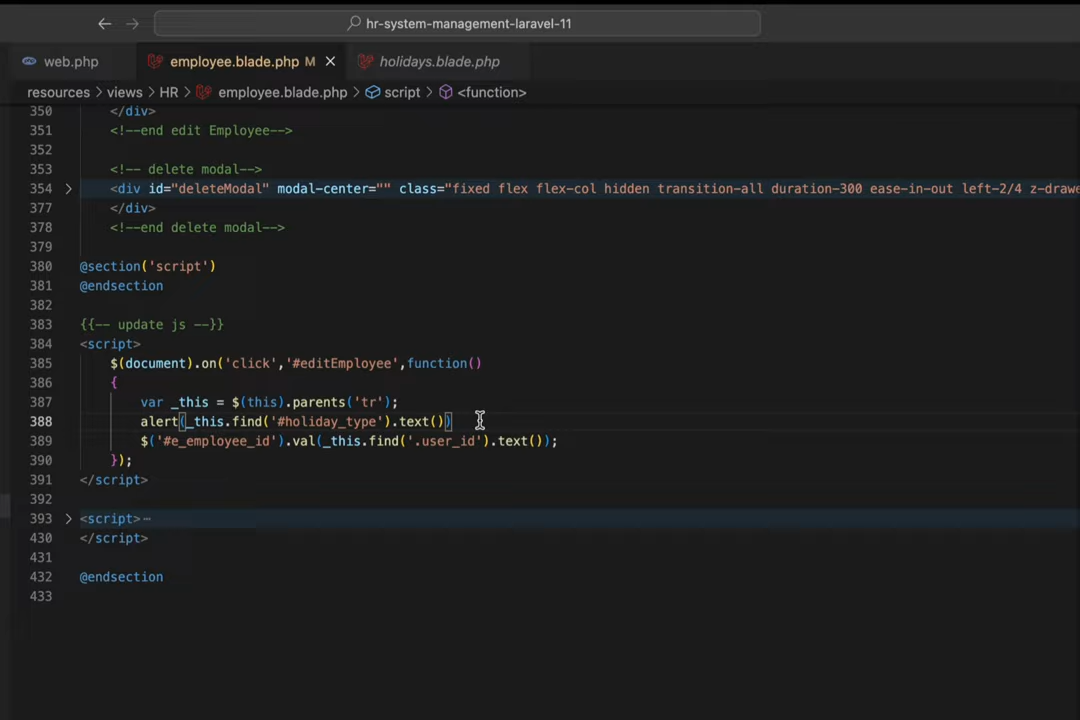 hr-system-management-laravel-11
web.php
employee.blade.php M
holidays.blade.php
resources > views > HR > employee.blade.php > script > <function>
350 </div>
351 <!--end edit Employee-->
352
353 <!-- delete modal-->
354 <div id="deleteModal" modal-center="" class="fixed flex flex-col hidden transition-all duration-300 ease-in-out left-2/4 z-drawe
377 </div>
378 <!--end delete modal-->
379
380 @section('script')
381 @endsection
382
383 {{-- update js --}}
384 <script>
385 $(document).on('click','#editEmployee',function()
386 {
387 var _this = $(this).parents('tr');
388 alert(_this.find('#holiday_type').text())
389 $('#e_employee_id').val(_this.find('.user_id').text());
390 });
391 </script>
392
393 <script>⋯
430 </script>
431
432 @endsection
433